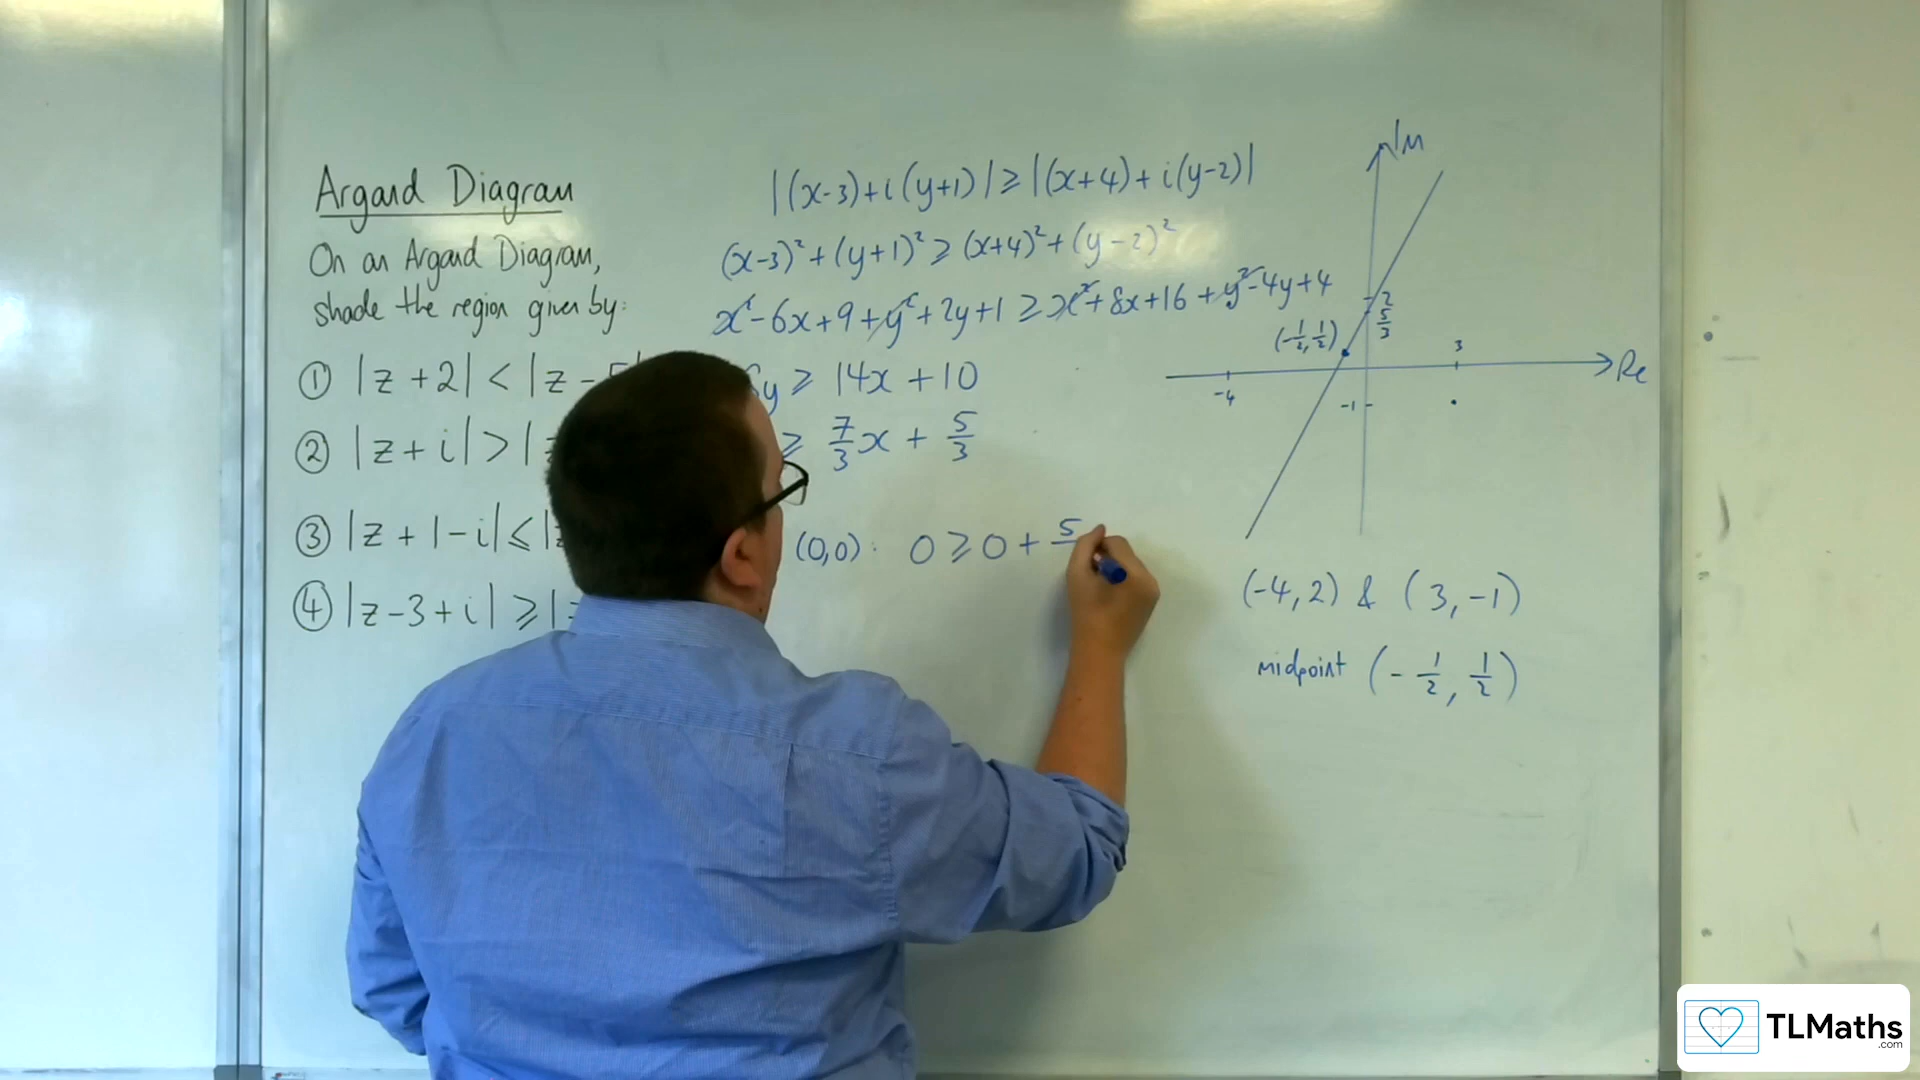 Argand Diagram
On an Argand Diagram,
shade the region given by:
① |z + 2| < |z - 5|
② |z + i| > |z
③ |z + 1 - i| ⩽ |z
④ |z - 3 + i| ⩾ |z
|(x-3) + i(y+1)| ⩾ |(x+4) + i(y-2)|
(x-3)² + (y+1)² ⩾ (x+4)² + (y-2)²
x² - 6x + 9 + y² + 2y + 1 ⩾ x² + 8x + 16 + y² - 4y + 4
6y ⩾ 14x + 10
⩾ 7/3 x + 5/3
(0,0): 0 ⩾ 0 + 5
Im
2
5/3
(-1/2, 1/2)
3
Re
-4
-1
(-4, 2) & (3, -1)
midpoint (-1/2, 1/2)
TLMaths
.com